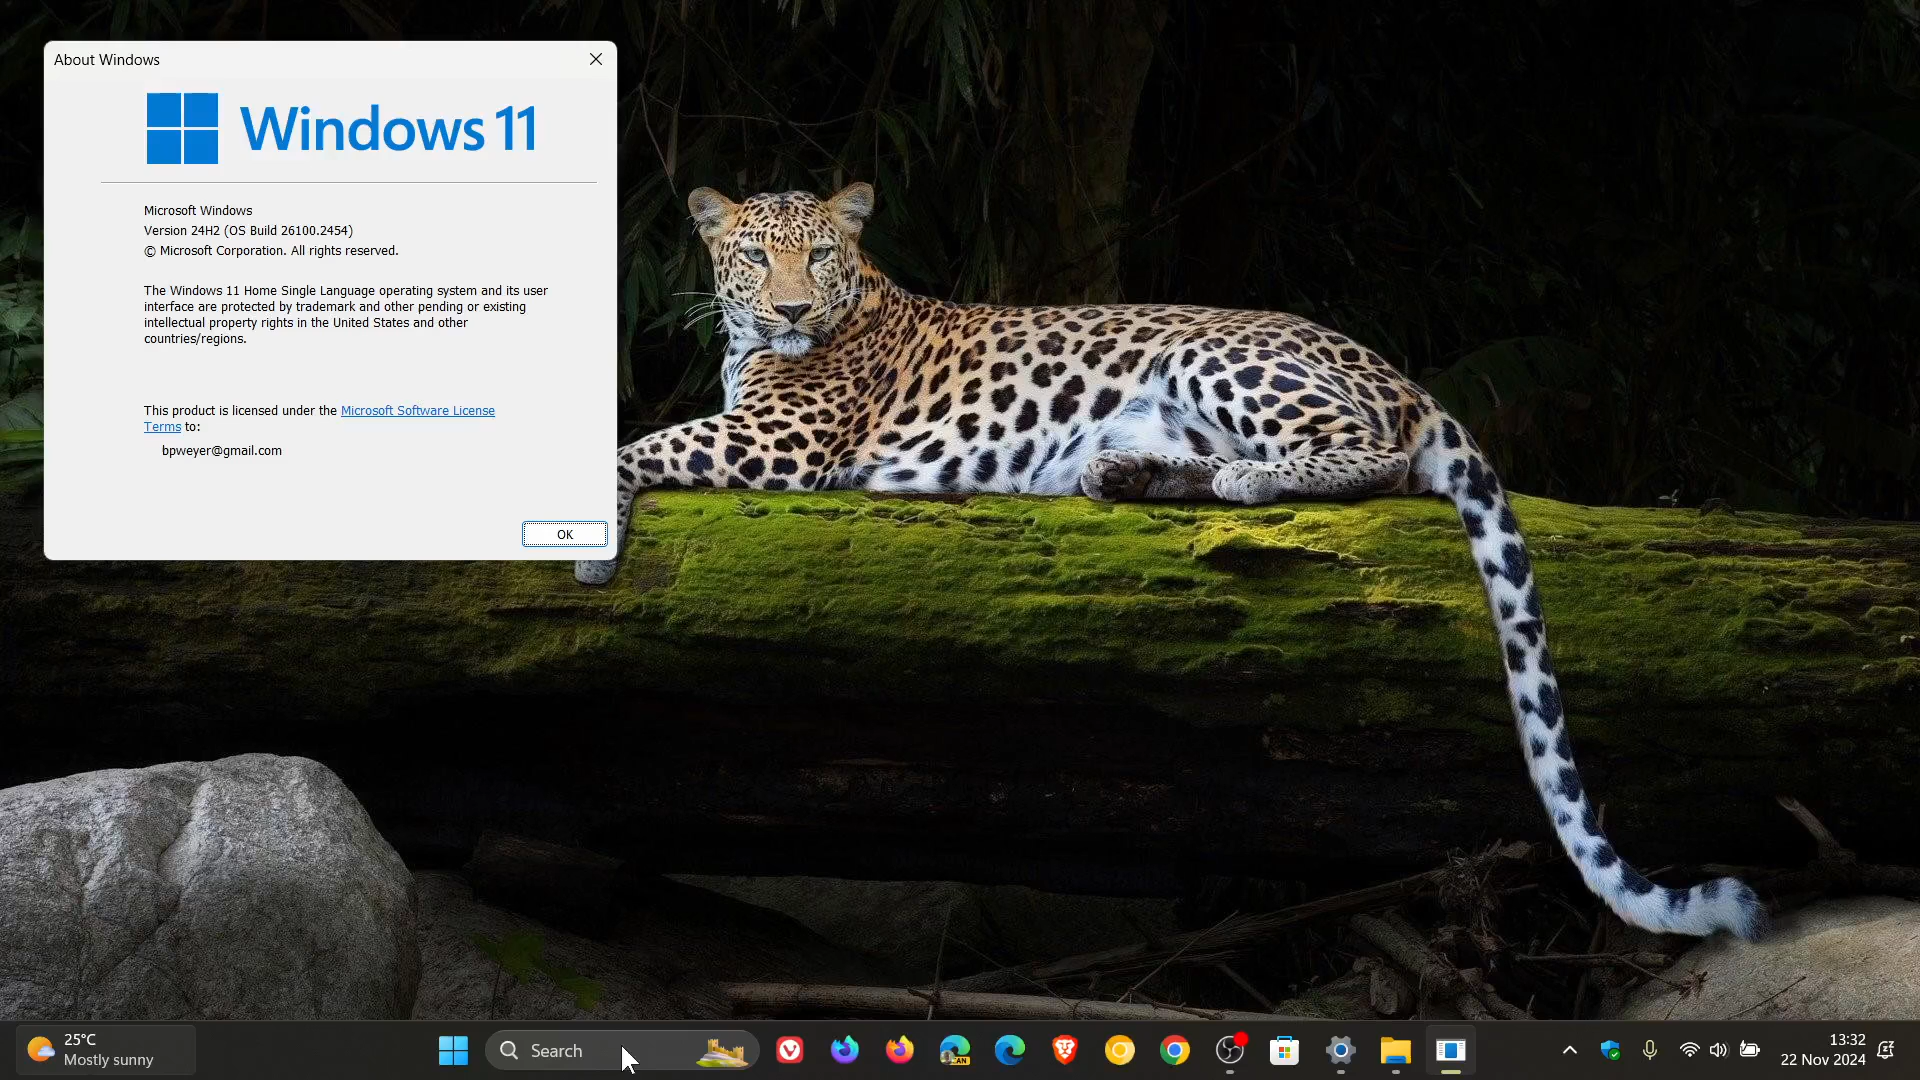 About Windows
Windows 11
Microsoft Windows
Version 24H2 (OS Build 26100.2454)
© Microsoft Corporation. All rights reserved.
The Windows 11 Home Single Language operating system and its user
interface are protected by trademark and other pending or existing
intellectual property rights in the United States and other
countries/regions.
This product is licensed under the Microsoft Software License
Terms to:
bpweyer@gmail.com
OK
25°C
Mostly sunny
Search
CAN
13:32
22 Nov 2024